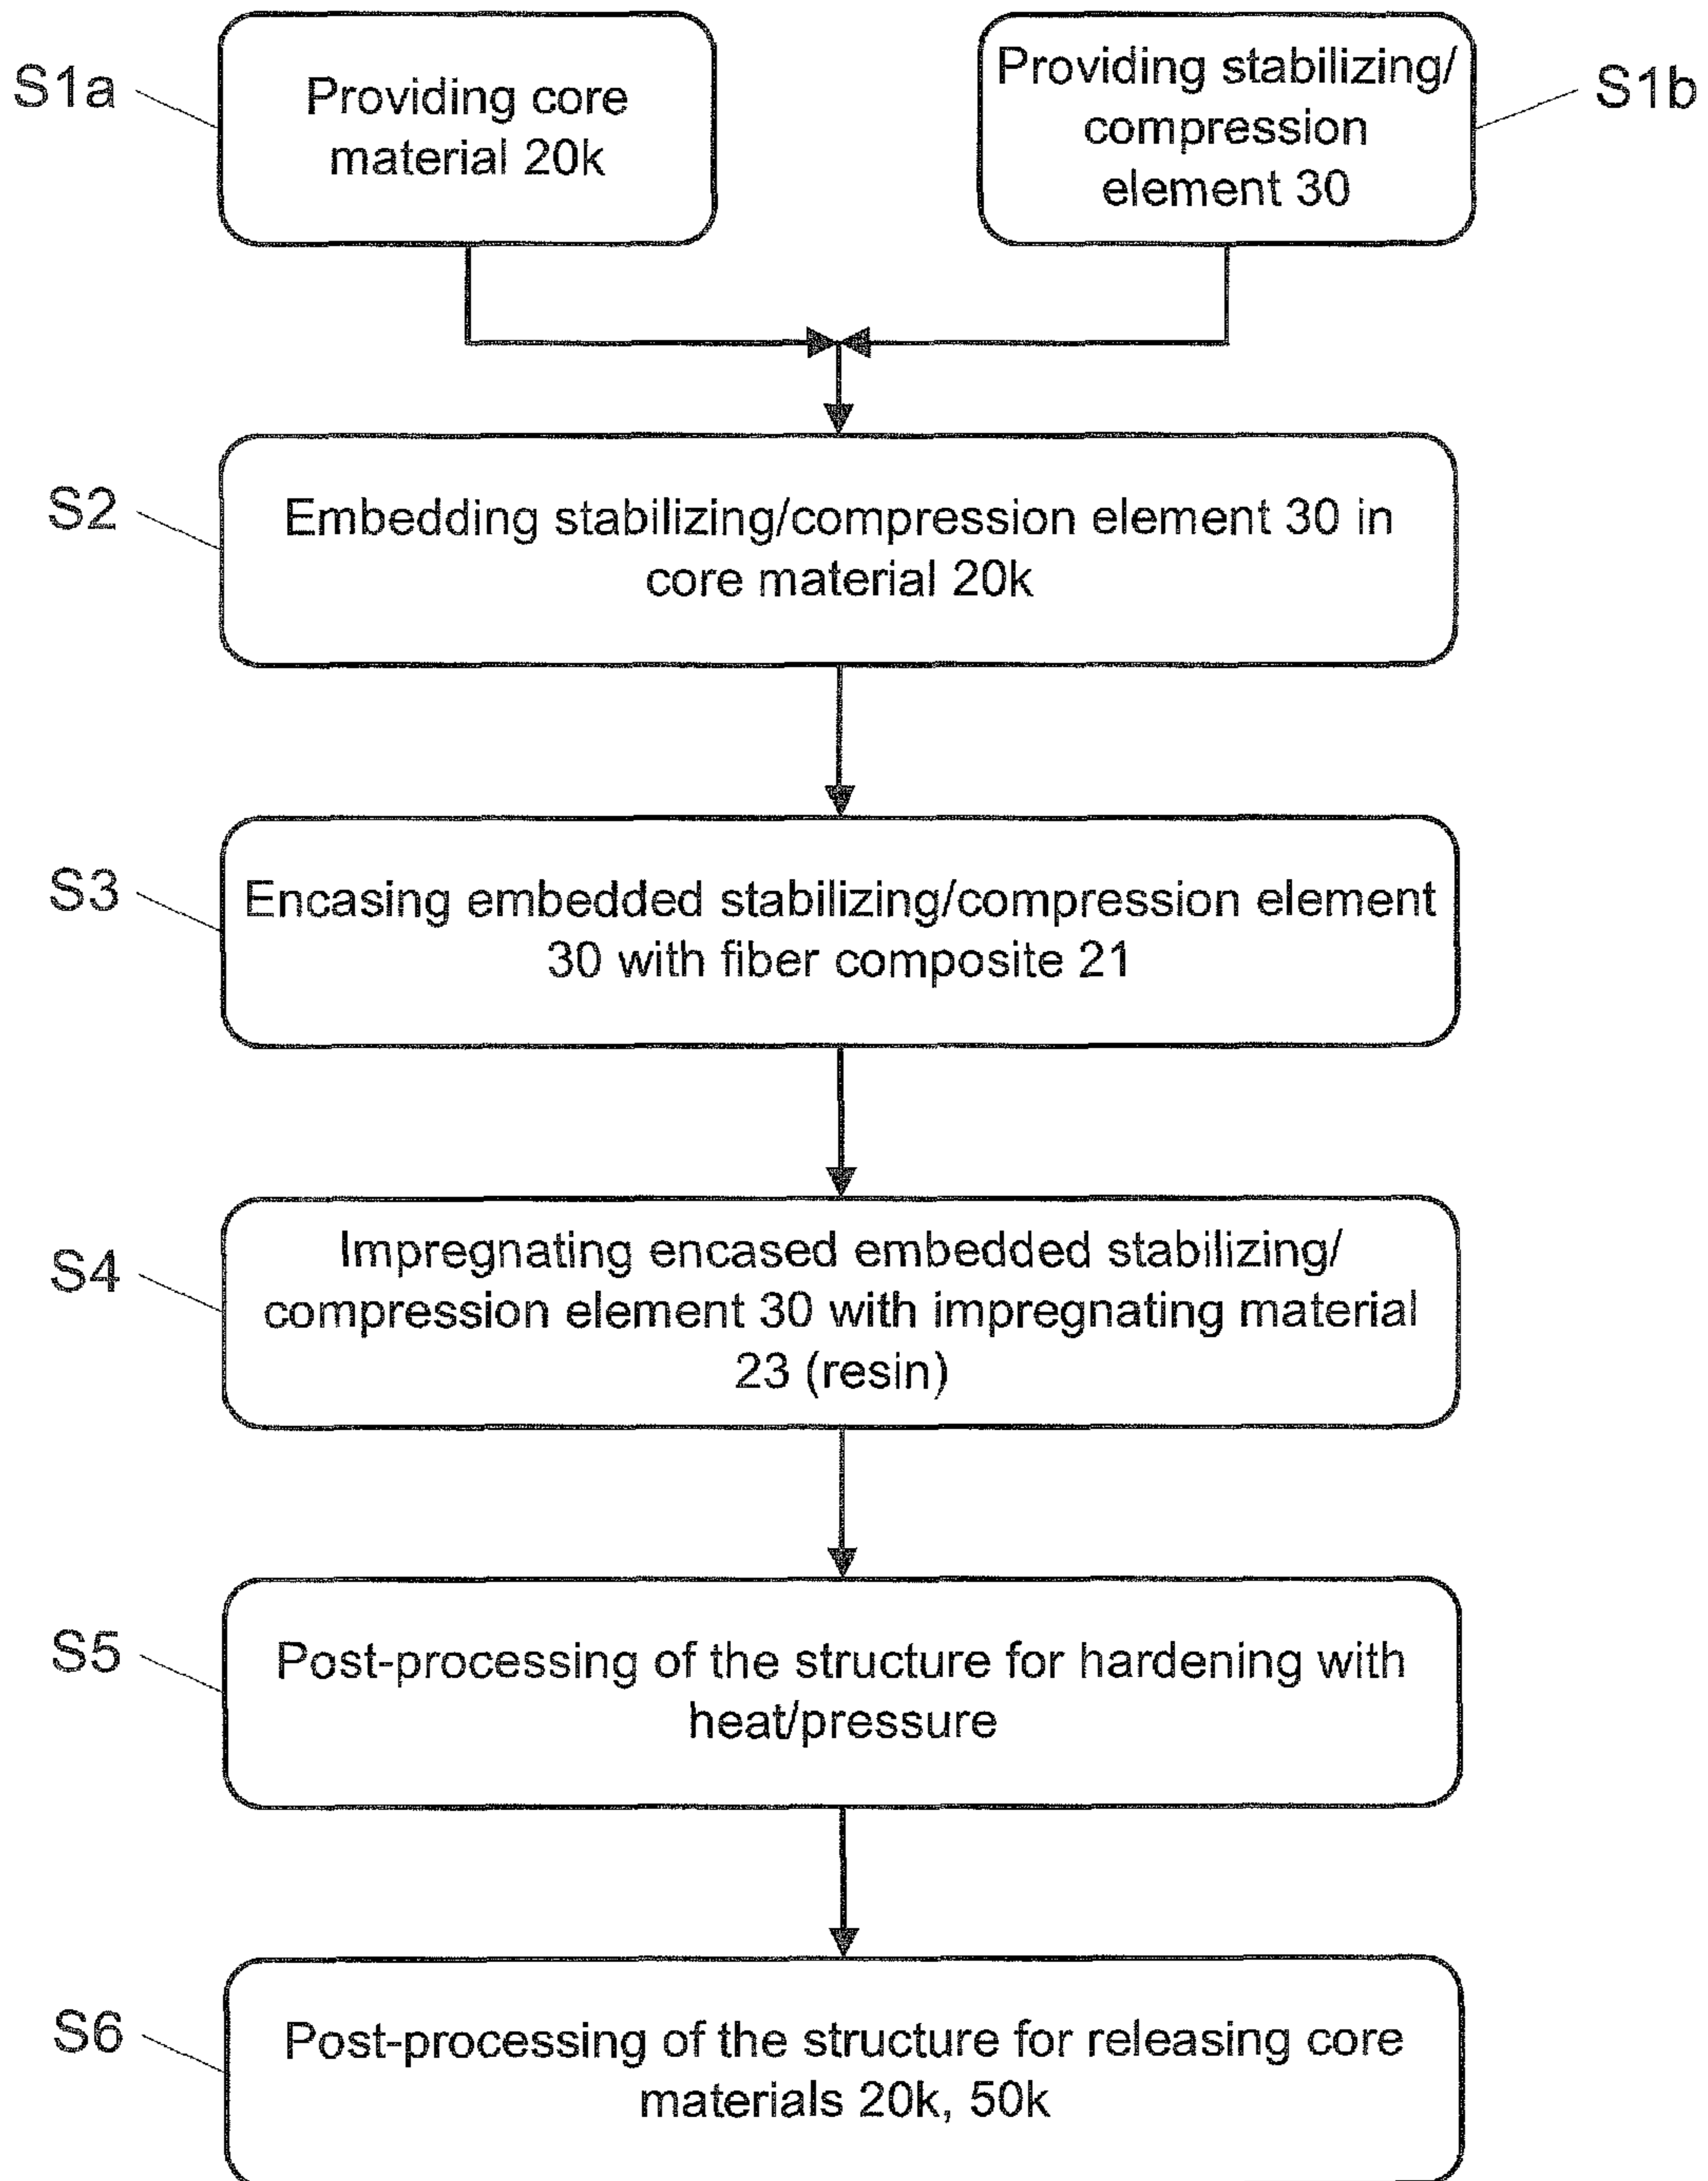 S1a
Providing core
material 20k
Providing stabilizing/
compression
element 30
S1b
S2
Embedding stabilizing/compression element 30 in
core material 20k
S3
Encasing embedded stabilizing/compression element
30 with fiber composite 21
S4
Impregnating encased embedded stabilizing/
compression element 30 with impregnating material
23 (resin)
S5
Post-processing of the structure for hardening with
heat/pressure
S6
Post-processing of the structure for releasing core
materials 20k, 50k